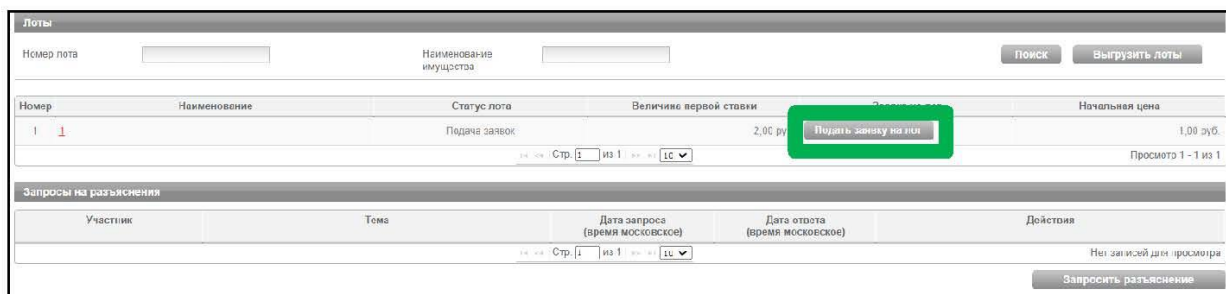 Лоты
Номер лота
Наименование
имущества
Поиск
Выгрузить лоты
Номер Наименование Статус лота Величина первой ставки Начальная цена
1 1 Подача заявок 2,00 ру Подать заявку на лот 1,00 руб.
Стр. 1 из 1 10 Просмотр 1 - 1 из 1
Запросы на разъяснения
Участник Тема Дата запроса
(время московское) Дата ответа
(время московское) Действия
Стр. 1 из 1 10 Нет записей для просмотра
Запросить разъяснение